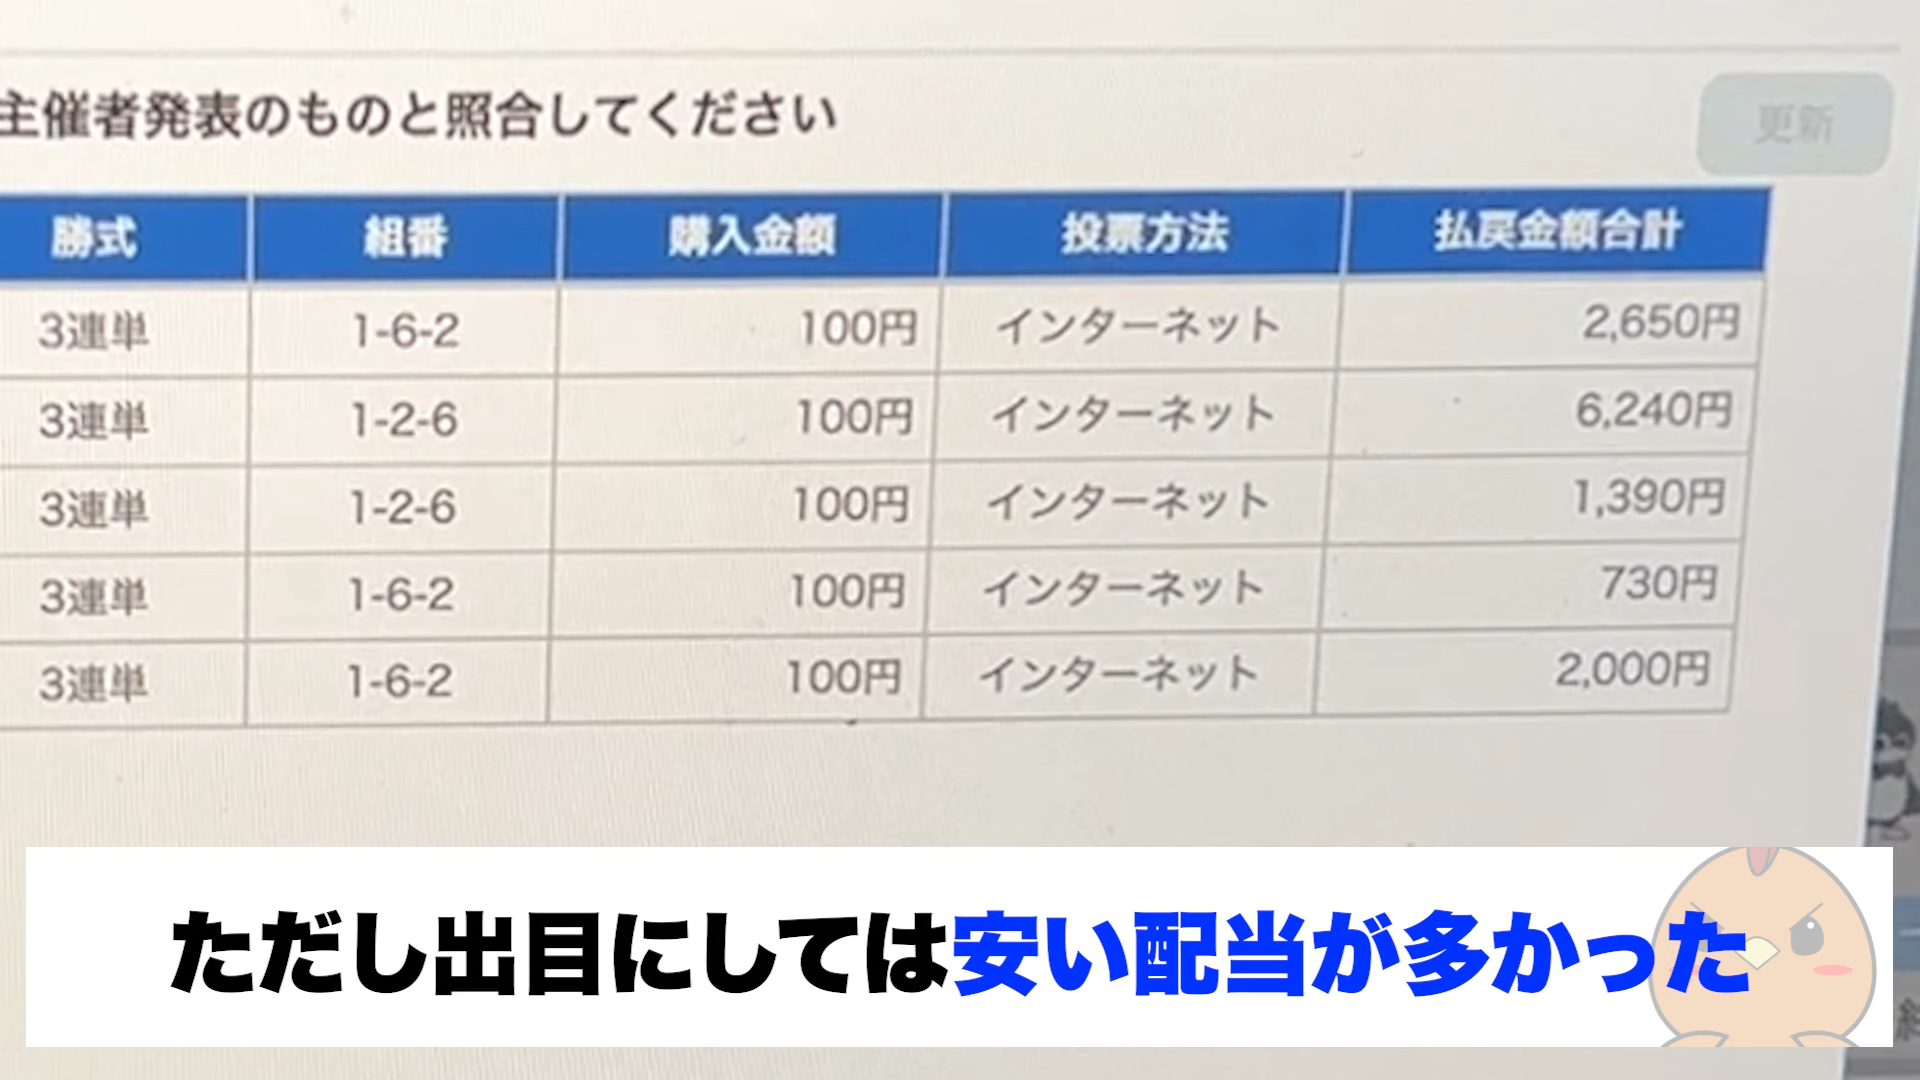 主催者発表のものと照合してください
更新
勝式 組番 購入金額 投票方法 払戻金額合計
3連単 1-6-2 100円 インターネット 2,650円
3連単 1-2-6 100円 インターネット 6,240円
3連単 1-2-6 100円 インターネット 1,390円
3連単 1-6-2 100円 インターネット 730円
3連単 1-6-2 100円 インターネット 2,000円
ただし出目にしては安い配当が多かった